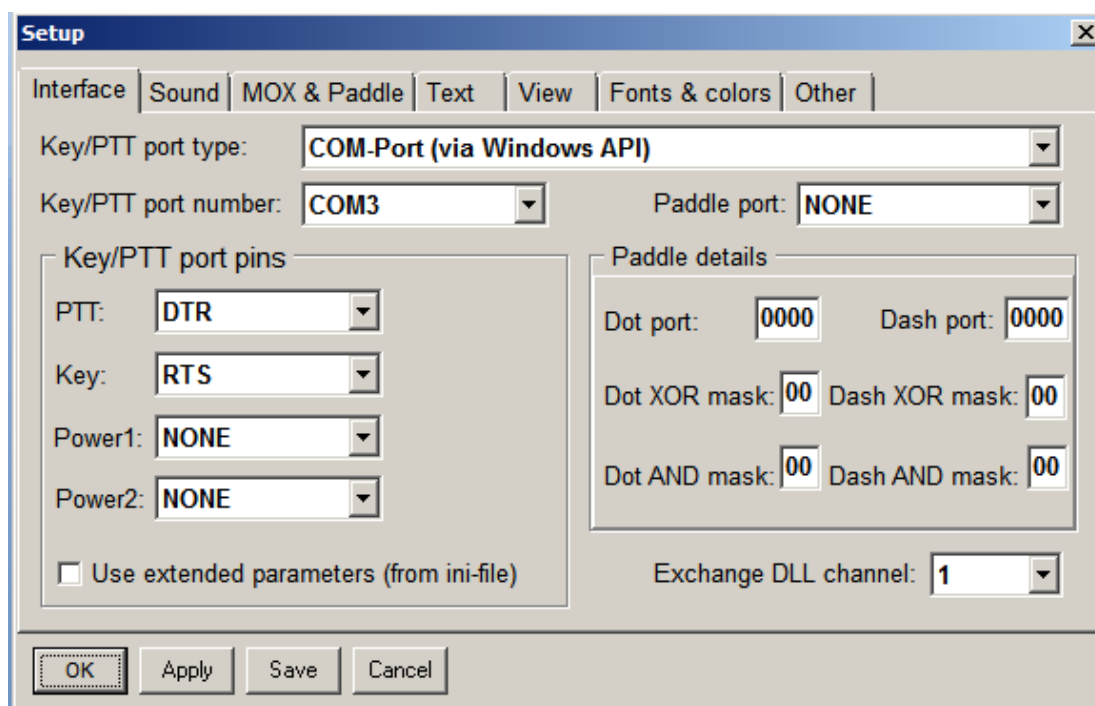 Setup
Interface Sound MOX & Paddle Text View Fonts & colors Other
Key/PTT port type: COM-Port (via Windows API)
Key/PTT port number: COM3 Paddle port: NONE
Key/PTT port pins
PTT: DTR
Key: RTS
Power1: NONE
Power2: NONE
Use extended parameters (from ini-file)
Paddle details
Dot port: 0000 Dash port: 0000
Dot XOR mask: 00 Dash XOR mask: 00
Dot AND mask: 00 Dash AND mask: 00
Exchange DLL channel: 1
OK Apply Save Cancel